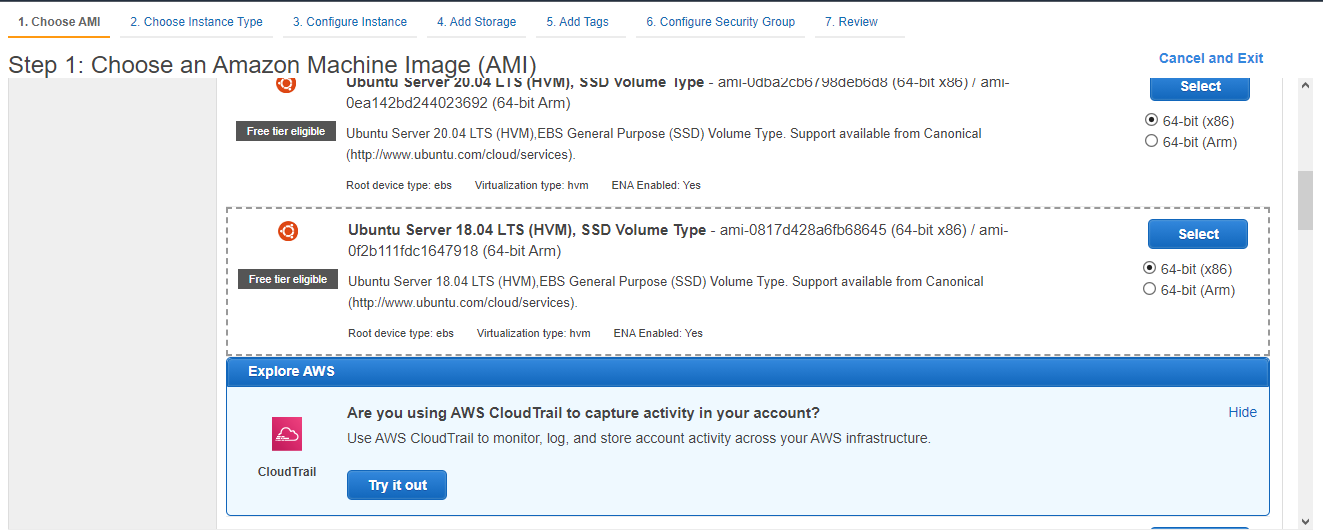 1. Choose AMI 2. Choose Instance Type 3. Configure Instance 4. Add Storage 5. Add Tags 6. Configure Security Group 7. Review
Step 1: Choose an Amazon Machine Image (AMI)
Cancel and Exit
Ubuntu Server 20.04 LTS (HVM), SSD Volume Type - ami-0dba2cb6798deb6d8 (64-bit x86) / ami-
0ea142bd244023692 (64-bit Arm)
Select
Free tier eligible
Ubuntu Server 20.04 LTS (HVM),EBS General Purpose (SSD) Volume Type. Support available from Canonical
(http://www.ubuntu.com/cloud/services).
64-bit (x86)
64-bit (Arm)
Root device type: ebs Virtualization type: hvm ENA Enabled: Yes
Ubuntu Server 18.04 LTS (HVM), SSD Volume Type - ami-0817d428a6fb68645 (64-bit x86) / ami-
0f2b111fdc1647918 (64-bit Arm)
Select
Free tier eligible
Ubuntu Server 18.04 LTS (HVM),EBS General Purpose (SSD) Volume Type. Support available from Canonical
(http://www.ubuntu.com/cloud/services).
64-bit (x86)
64-bit (Arm)
Root device type: ebs Virtualization type: hvm ENA Enabled: Yes
Explore AWS
Are you using AWS CloudTrail to capture activity in your account?
Hide
Use AWS CloudTrail to monitor, log, and store account activity across your AWS infrastructure.
CloudTrail
Try it out